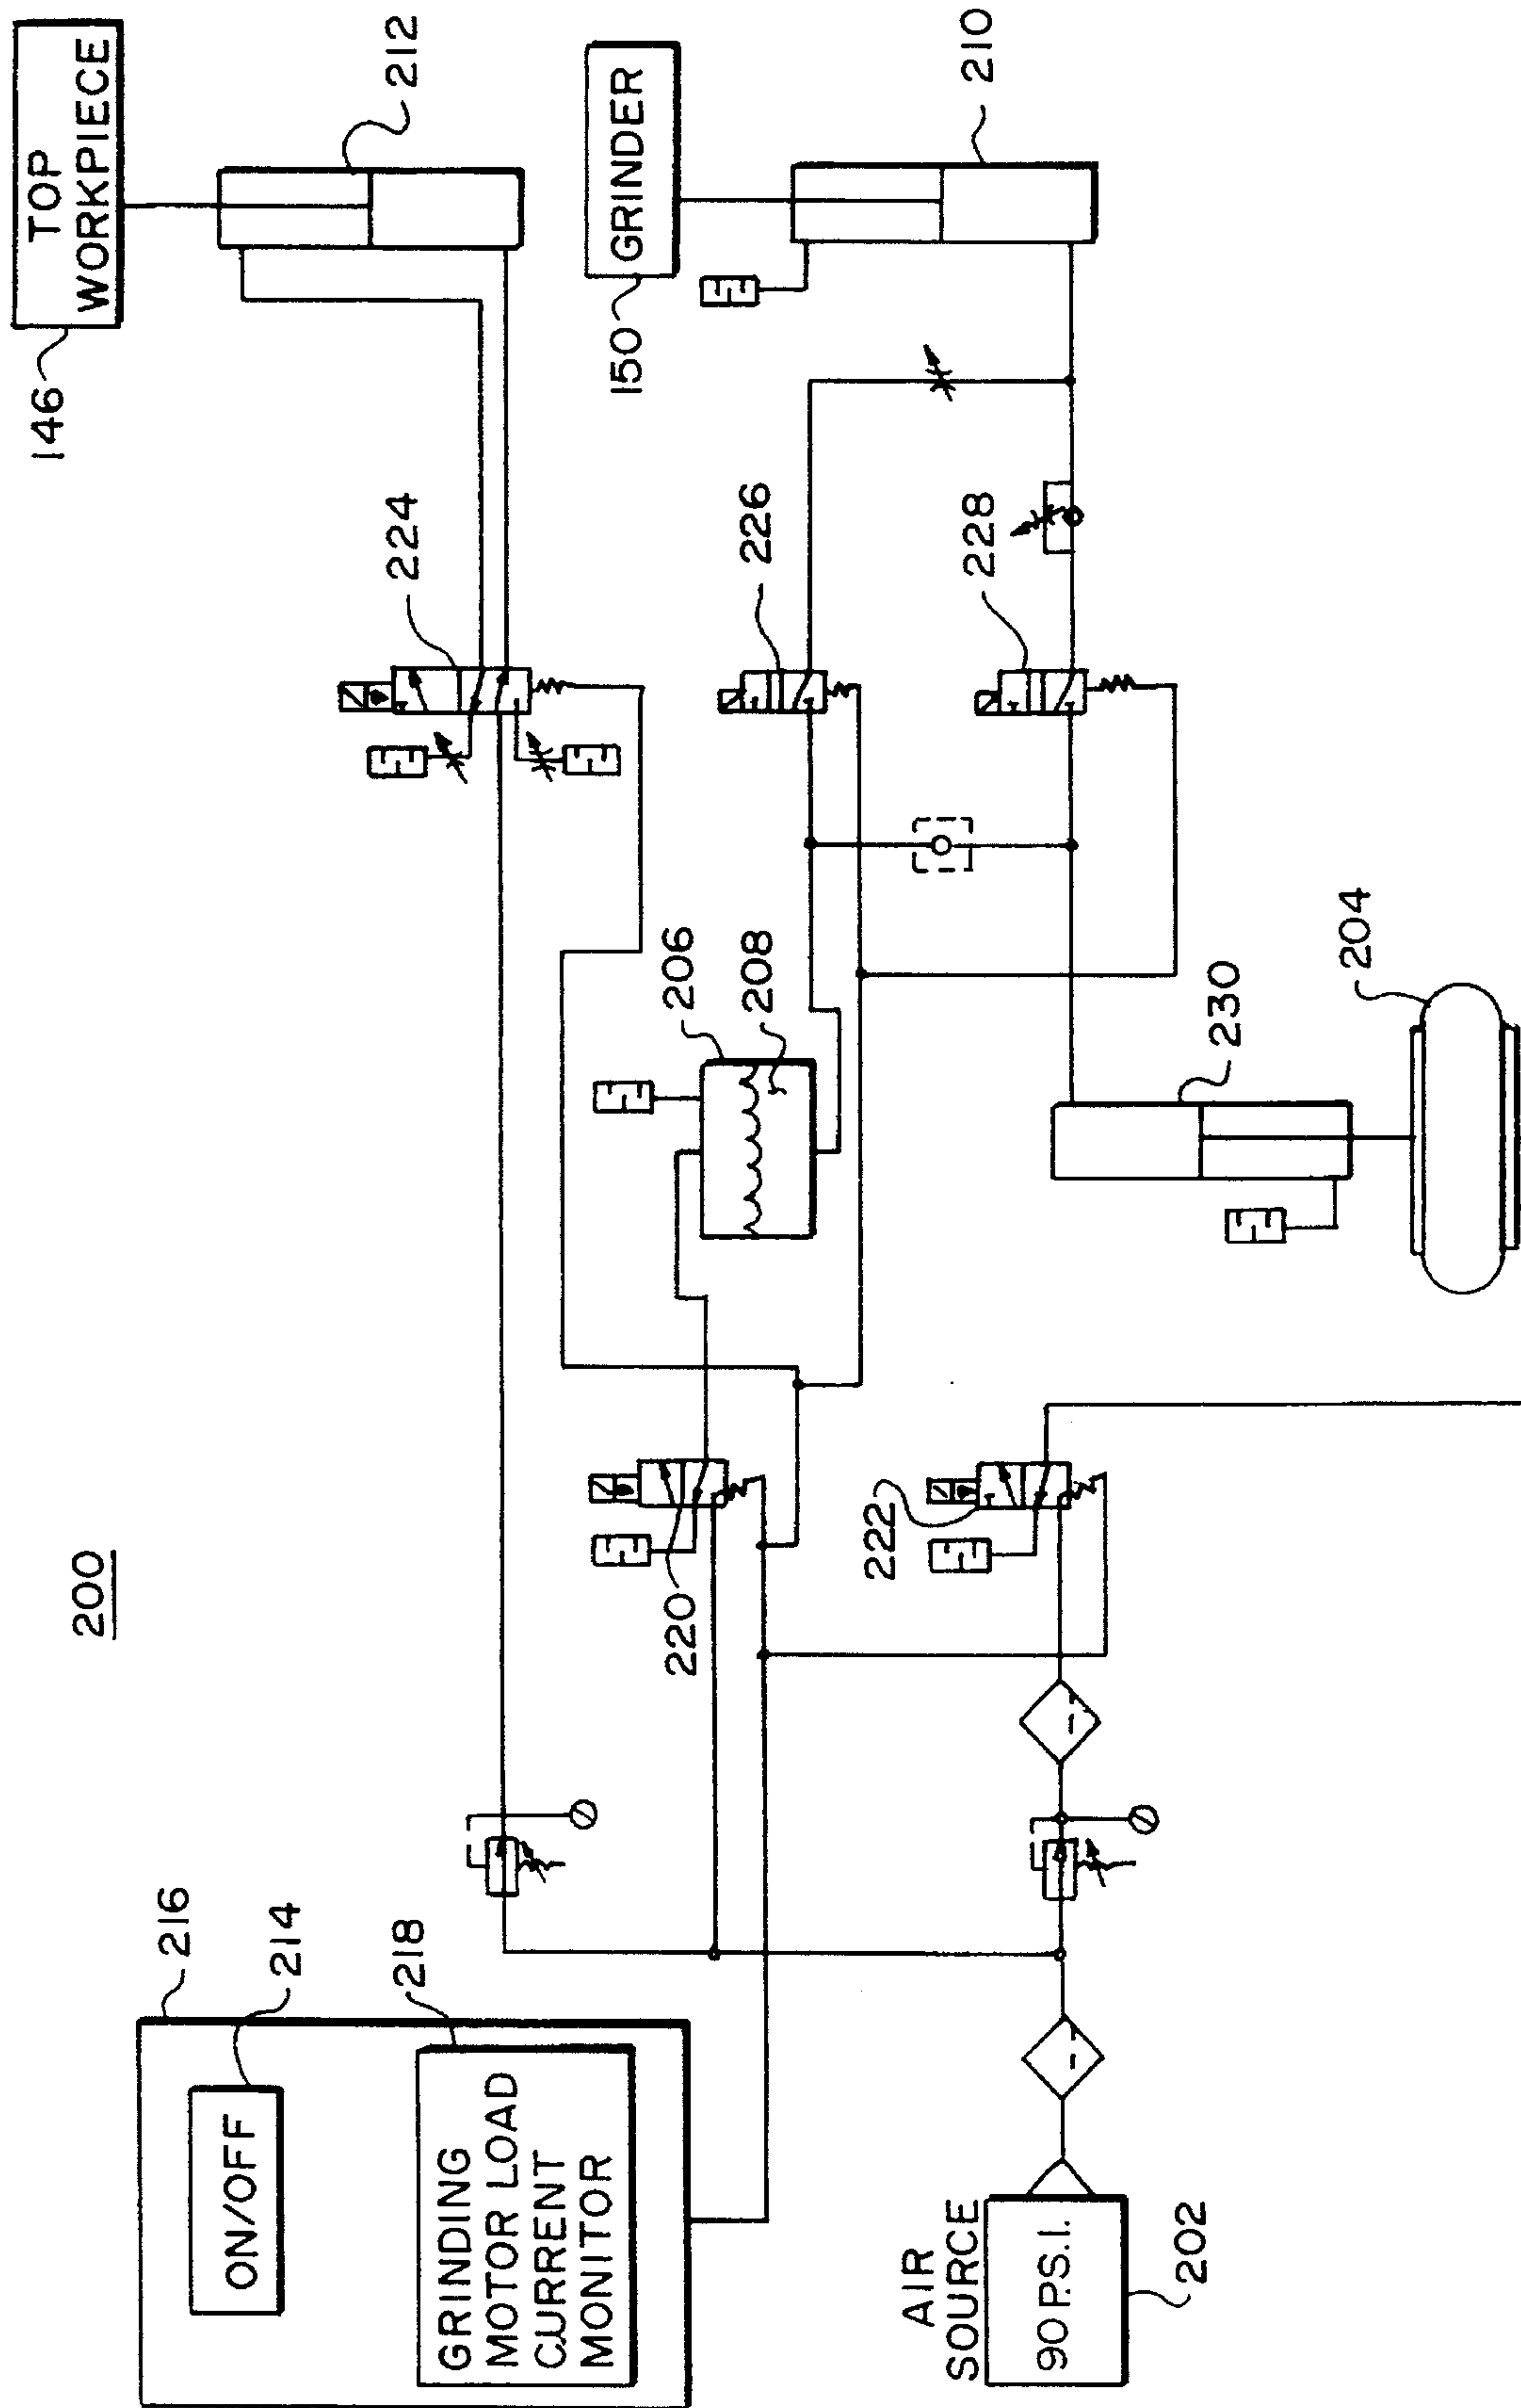 200
216
ON/OFF
214
GRINDING
MOTOR LOAD
CURRENT
MONITOR
218
AIR
SOURCE
90 P.S.I.
202
220
222
206
208
230
204
224
226
228
TOP
WORKPIECE
146
212
GRINDER
150
210